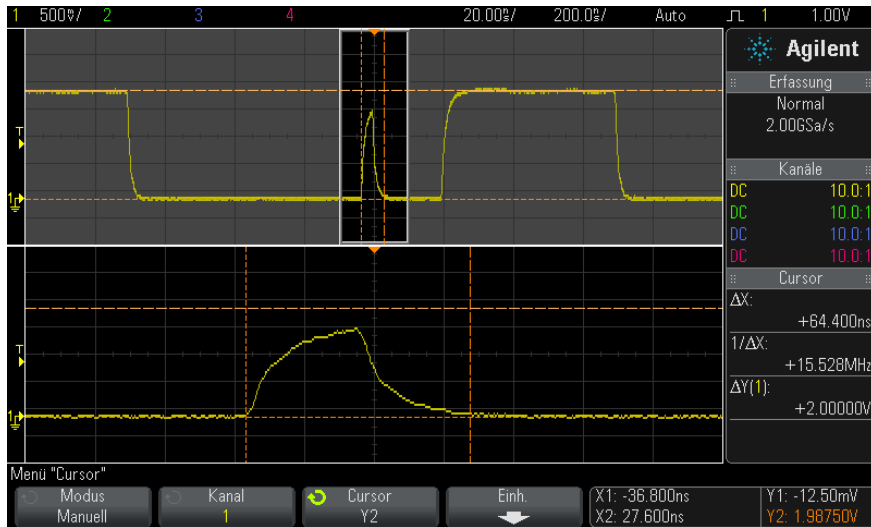 1 500㎷/ 2 3 4 20.00㎱/ 200.0㎱/ Auto 1 1.00V
Agilent
Erfassung
Normal
2.00GSa/s
Kanäle
DC 10.0:1
DC 10.0:1
DC 10.0:1
DC 10.0:1
Cursor
ΔX:
+64.400ns
1/ΔX:
+15.528MHz
ΔY(1):
+2.00000V
T
1
T
1
Menü "Cursor"
Modus
Manuell
Kanal
1
Cursor
Y2
Einh.
X1: -36.800ns
X2: 27.600ns
Y1: -12.50mV
Y2: 1.98750V